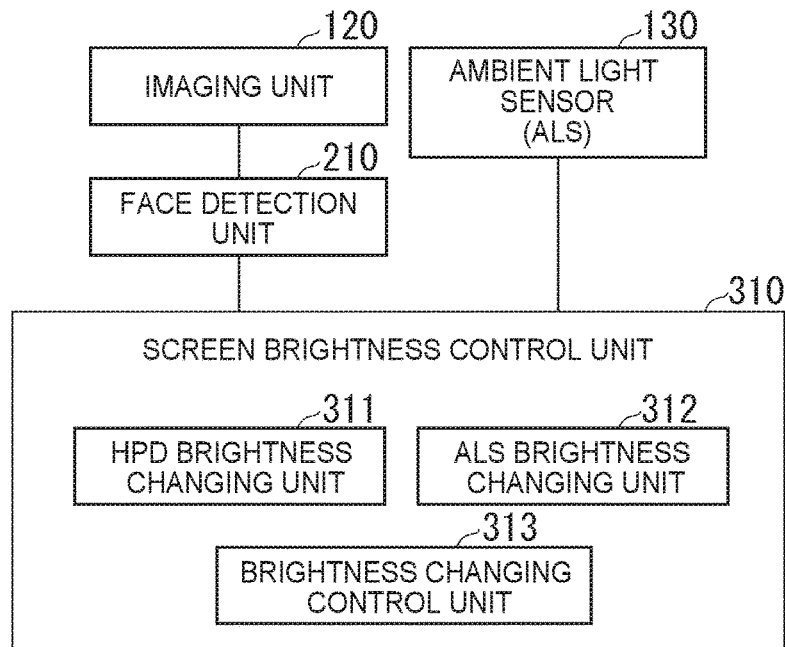 120
IMAGING UNIT
130
AMBIENT LIGHT
SENSOR
(ALS)
210
FACE DETECTION
UNIT
310
SCREEN BRIGHTNESS CONTROL UNIT
311
HPD BRIGHTNESS
CHANGING UNIT
312
ALS BRIGHTNESS
CHANGING UNIT
313
BRIGHTNESS CHANGING
CONTROL UNIT